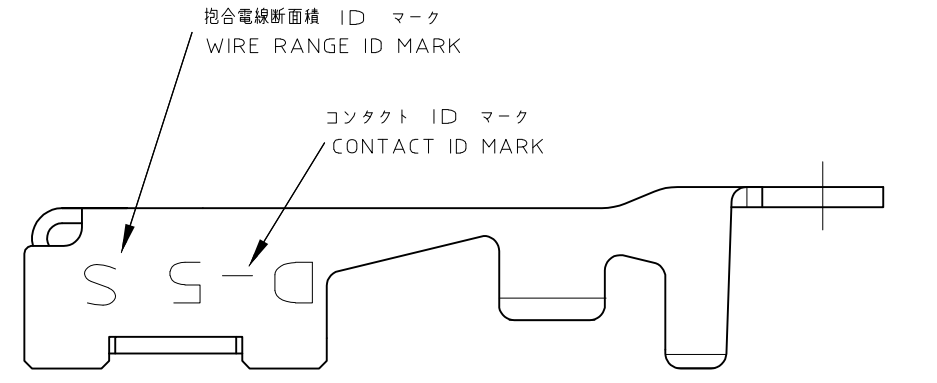 抱合電線断面積 ID マーク
WIRE RANGE ID MARK
コンタクト ID マーク
CONTACT ID MARK
D-5 S